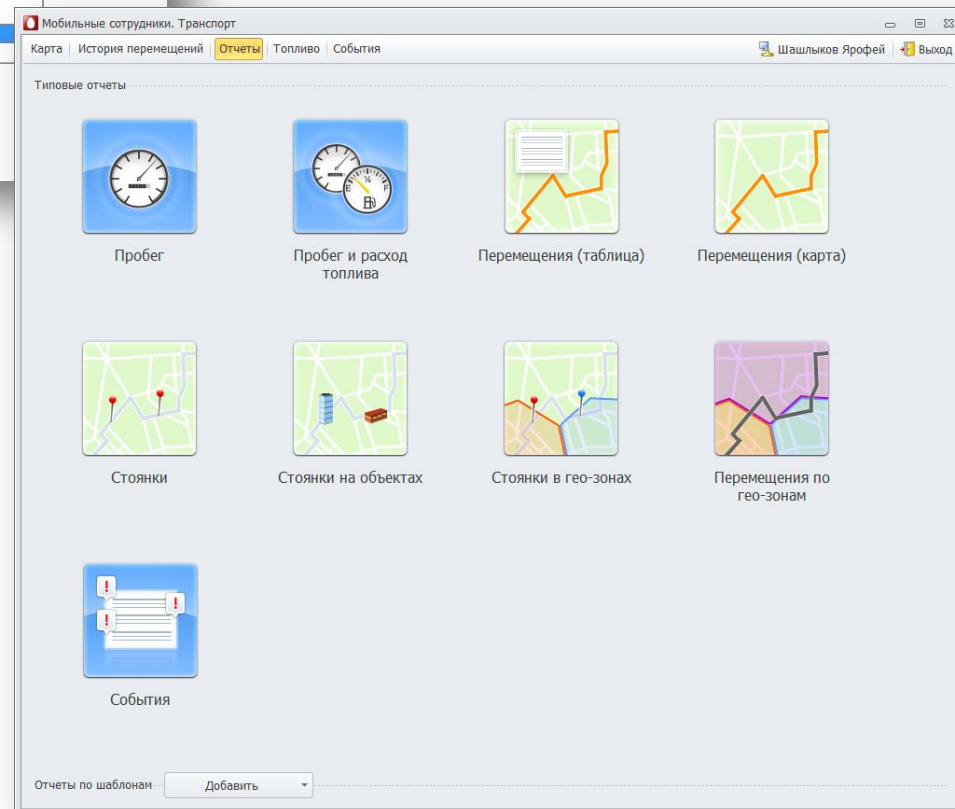 Мобильные сотрудники. Транспорт
Карта История перемещений Отчеты Топливо События Шашлыков Ярофей Выход
Типовые отчеты
Пробег
Пробег и расход
топлива
Перемещения (таблица)
Перемещения (карта)
Стоянки
Стоянки на объектах
Стоянки в гео-зонах
Перемещения по
гео-зонам
События
Отчеты по шаблонам Добавить